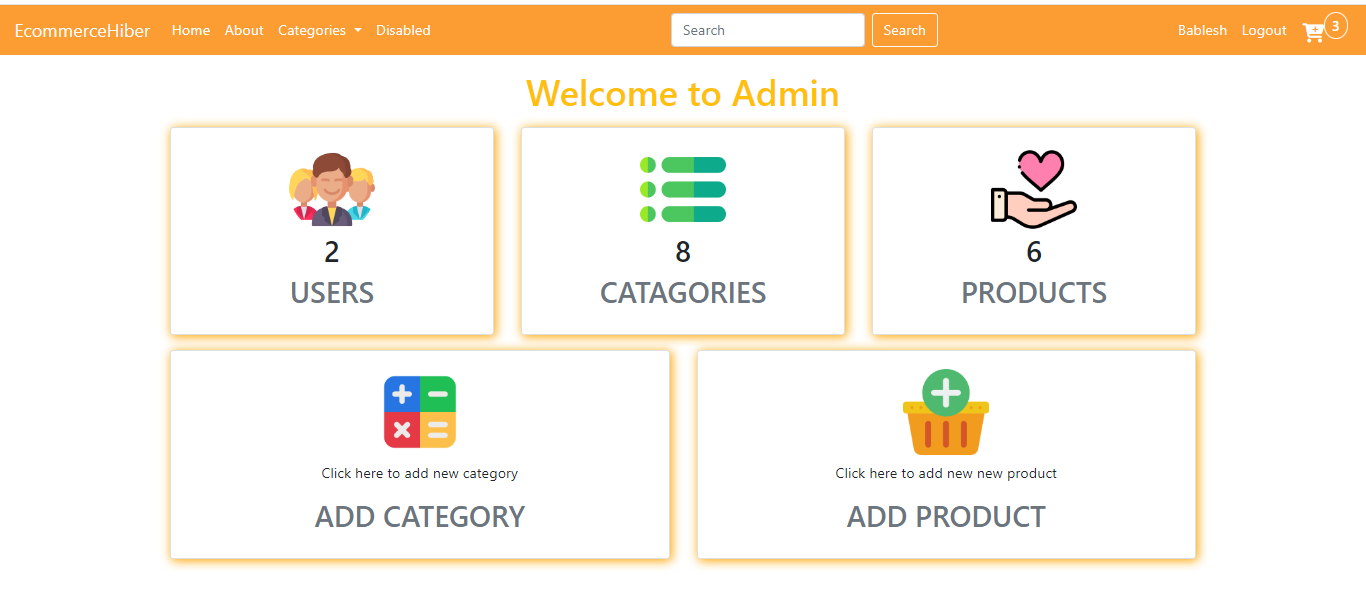 EcommerceHiber Home About Categories Disabled Search Search Bablesh Logout 3
Welcome to Admin
2
USERS
8
CATAGORIES
6
PRODUCTS
Click here to add new category
ADD CATEGORY
Click here to add new new product
ADD PRODUCT